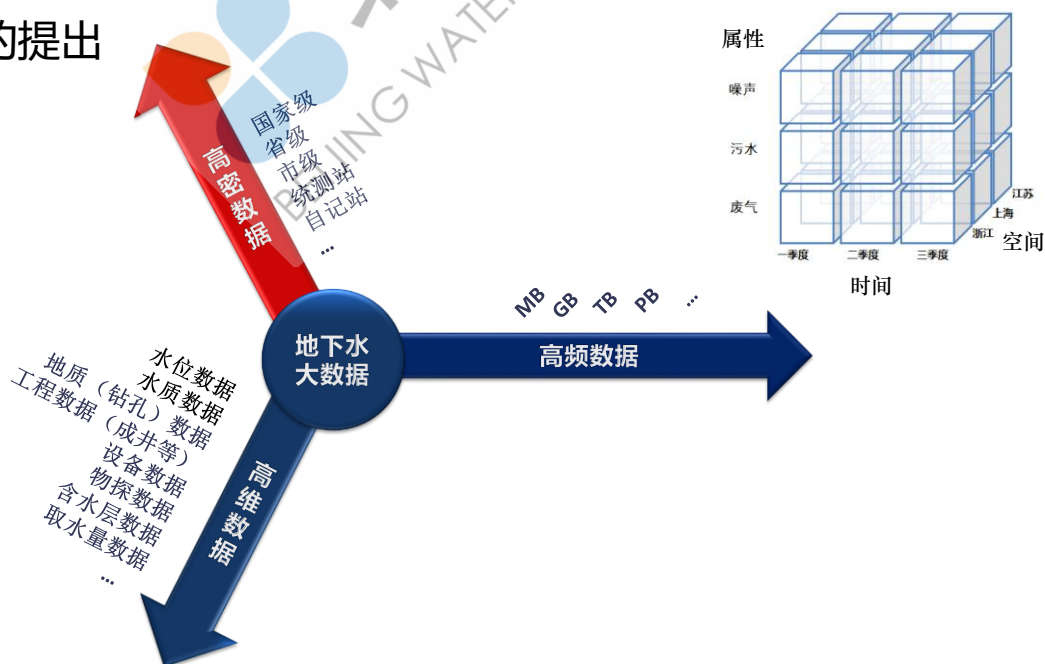 的提出
BEIJING WATER
属性
噪声
污水
废气
一季度
二季度
三季度
浙江
上海
江苏
空间
时间
高密数据
国家级
省级
市级
统测站
自记站
...
MB GB TB PB ...
高频数据
地下水
大数据
水位数据
水质数据
地质（钻孔）数据
工程数据（成井等）
设备数据
物探数据
含水层数据
取水量数据
...
高维数据